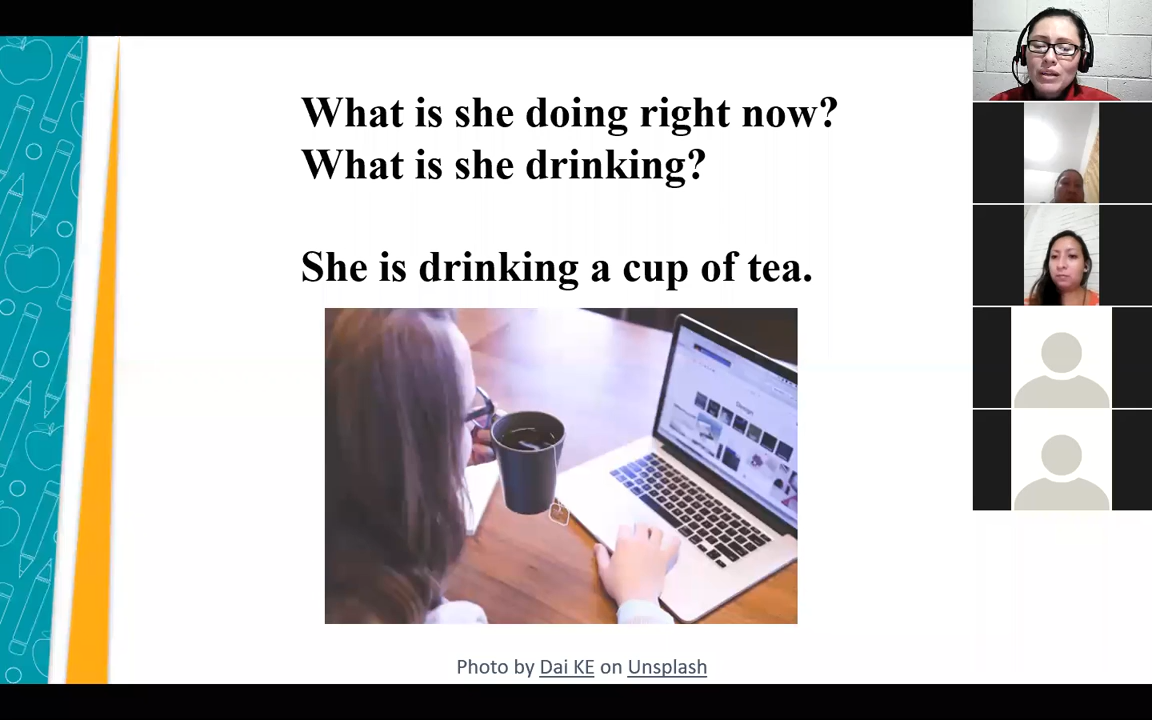 What is she doing right now?
What is she drinking?
She is drinking a cup of tea.
Design
Photo by Dai KE on Unsplash